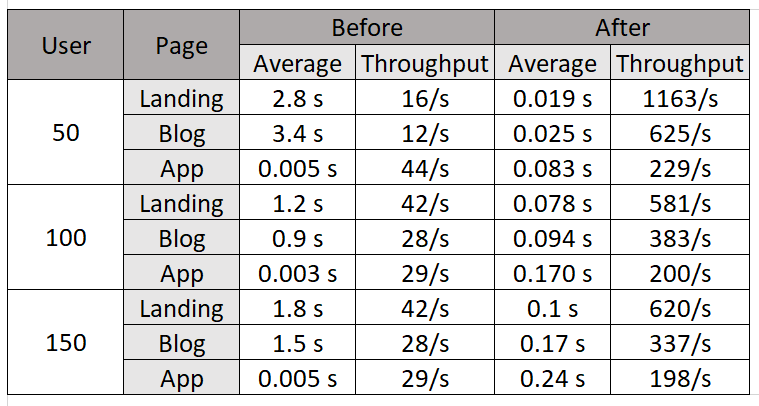 User Page Before After
Average Throughput Average Throughput
50 Landing 2.8 s 16/s 0.019 s 1163/s
Blog 3.4 s 12/s 0.025 s 625/s
App 0.005 s 44/s 0.083 s 229/s
100 Landing 1.2 s 42/s 0.078 s 581/s
Blog 0.9 s 28/s 0.094 s 383/s
App 0.003 s 29/s 0.170 s 200/s
150 Landing 1.8 s 42/s 0.1 s 620/s
Blog 1.5 s 28/s 0.17 s 337/s
App 0.005 s 29/s 0.24 s 198/s